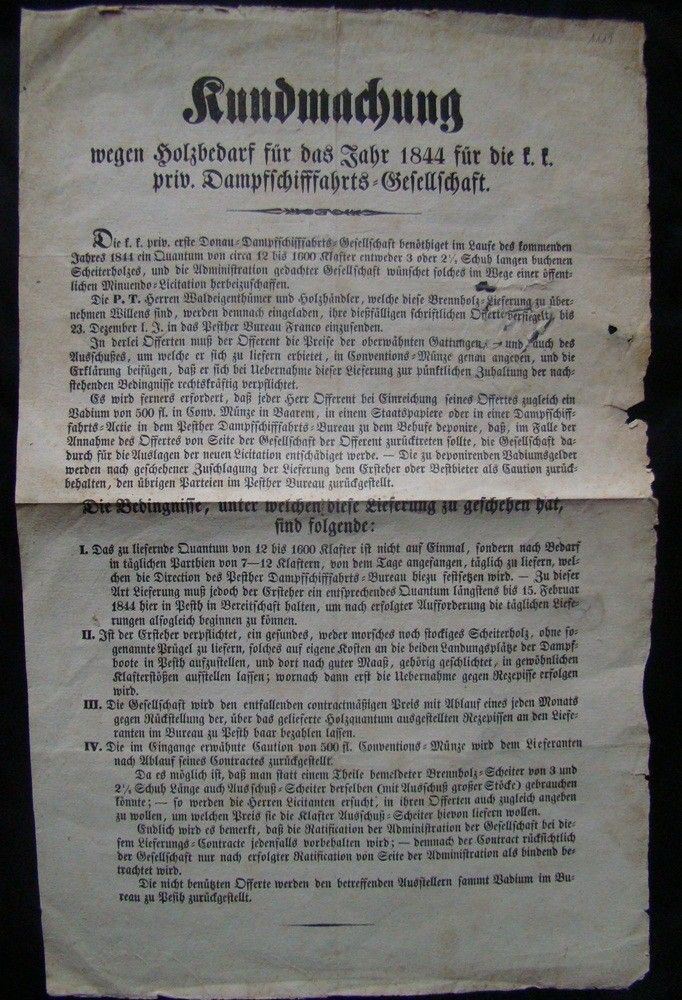 1119
Kundmachung
wegen Holzbedarf für das Jahr 1844 für die k. k.
priv. Dampfschifffahrts-Gesellschaft.
Die k. k. priv. erste Donau-Dampfschifffahrts-Gesellschaft benöthiget im Laufe des kommenden
Jahres 1844 ein Quantum von circa 12 bis 1600 Klafter entweder 3 oder 2½ Schuh langen buchenen
Scheiterholzes, und die Administration gedachter Gesellschaft wünschet solches im Wege einer öffent-
lichen Minuendo-Licitation herbeizuschaffen.
Die P. T. Herren Waldeigenthümer und Holzhändler, welche diese Brennholz-Lieferung zu über-
nehmen Willens sind, werden demnach eingeladen, ihre dießfälligen schriftlichen Offerte versiegelt, bis
23. Dezember l. J. in das Pesther Bureau Franco einzusenden.
In derlei Offerten muß der Offerent die Preise der oberwähnten Gattungen, – und auch des
Ausschußes, um welche er sich zu liefern erbietet, in Conventions-Münze genau angeben, und die
Erklärung beifügen, daß er sich bei Uebernahme dieser Lieferung zur pünktlichen Zuhaltung der nach-
stehenden Bedingnisse rechtskräftig verpflichtet.
Es wird ferners erfordert, daß jeder Herr Offerent bei Einreichung seines Offertes zugleich ein
Vadium von 500 fl. in Conv. Münze in Baarem, in einem Staatspapiere oder in einer Dampfschiff-
fahrts-Actie in dem Pesther Dampfschifffahrts-Bureau zu dem Behufe deponire, daß, im Falle der
Annahme des Offertes von Seite der Gesellschaft der Offerent zurücktreten sollte, die Gesellschaft da-
durch für die Auslagen der neuen Licitation entschädiget werde. — Die zu deponirenden Vadiumsgelder
werden nach geschehener Zuschlagung der Lieferung dem Ersteher oder Bestbieter als Caution zurück-
behalten, den übrigen Parteien im Pesther Bureau zurückgestellt.
Die Bedingnisse, unter welchen diese Lieferung zu geschehen hat,
sind folgende:
I. Das zu liefernde Quantum von 12 bis 1600 Klafter ist nicht auf Einmal, sondern nach Bedarf
in täglichen Parthien von 7—12 Klaftern, von dem Tage angefangen, täglich zu liefern, wel-
chen die Direction des Pesther Dampfschifffahrts-Bureau hiezu festsetzen wird. — Zu dieser
Art Lieferung muß jedoch der Ersteher ein entsprechendes Quantum längstens bis 15. Februar
1844 hier in Pesth in Bereitschaft halten, um nach erfolgter Aufforderung die täglichen Liefe-
rungen alsogleich beginnen zu können.
II. Ist der Ersteher verpflichtet, ein gesundes, weder morsches noch stockiges Scheiterholz, ohne so-
genannte Prügel zu liefern, solches auf eigene Kosten an die beiden Landungsplätze der Dampf-
boote in Pesth aufzustellen, und dort nach guter Maaß, gehörig geschlichtet, in gewöhnlichen
Klafterstößen aufstellen lassen; wornach dann erst die Uebernahme gegen Rezepisse erfolgen
wird.
III. Die Gesellschaft wird den entfallenden contractmäßigen Preis mit Ablauf eines jeden Monats
gegen Rückstellung der, über das gelieferte Holzquantum ausgestellten Rezepissen an den Liefe-
ranten im Bureau zu Pesth baar bezahlen lassen.
IV. Die im Eingange erwähnte Caution von 500 fl. Conventions-Münze wird dem Lieferanten
nach Ablauf seines Contractes zurückgestellt.
Da es möglich ist, daß man statt einem Theile bemeldeter Brennholz-Scheiter von 3 und
2½ Schuh Länge auch Ausschuß-Scheiter derselben (mit Ausschuß großer Stöcke) gebrauchen
könnte; — so werden die Herren Licitanten ersucht, in ihren Offerten auch zugleich angeben
zu wollen, um welchen Preis sie die Klafter Ausschuß-Scheiter hievon liefern wollen.
Endlich wird es bemerkt, daß die Ratification der Administration der Gesellschaft bei die-
sem Lieferungs-Contracte jedenfalls vorbehalten wird; — demnach der Contract rücksichtlich
der Gesellschaft nur nach erfolgter Ratification von Seite der Administration als bindend be-
trachtet wird.
Die nicht benützten Offerte werden den betreffenden Ausstellern sammt Vadium im Bu-
reau zu Pesth zurückgestellt.